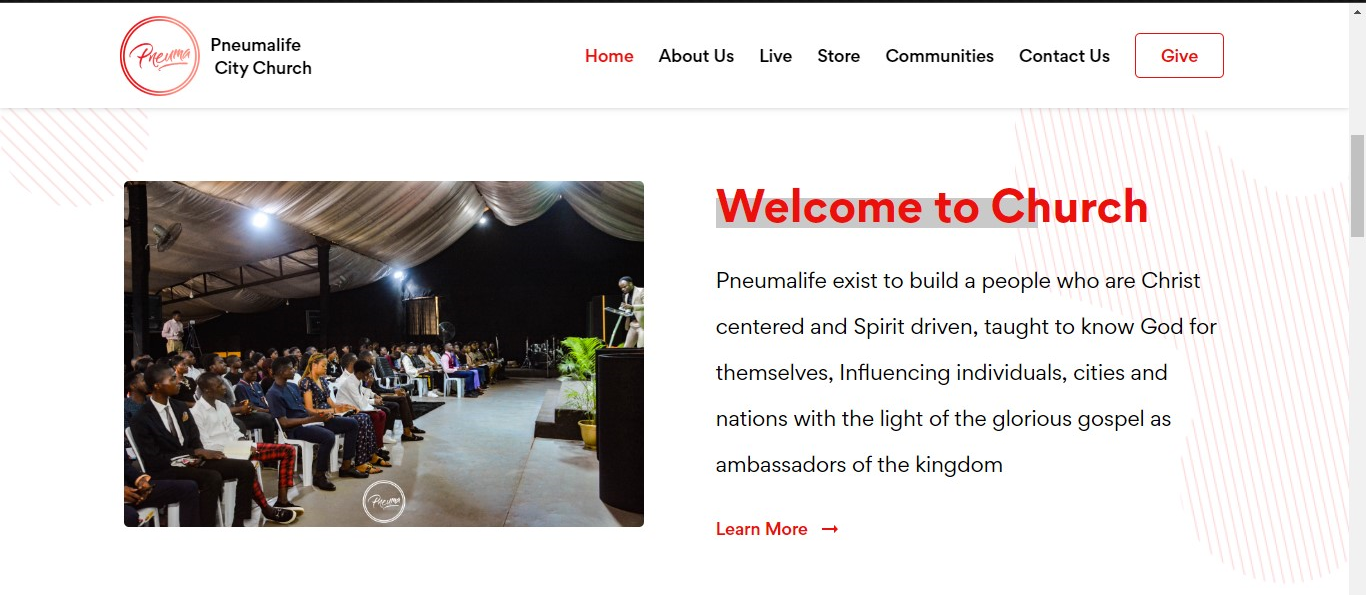 Pneuma
Pneumalife
City Church
Home About Us Live Store Communities Contact Us Give
Welcome to Church
Pneumalife exist to build a people who are Christ
centered and Spirit driven, taught to know God for
themselves, Influencing individuals, cities and
nations with the light of the glorious gospel as
ambassadors of the kingdom
Learn More →
Pneuma